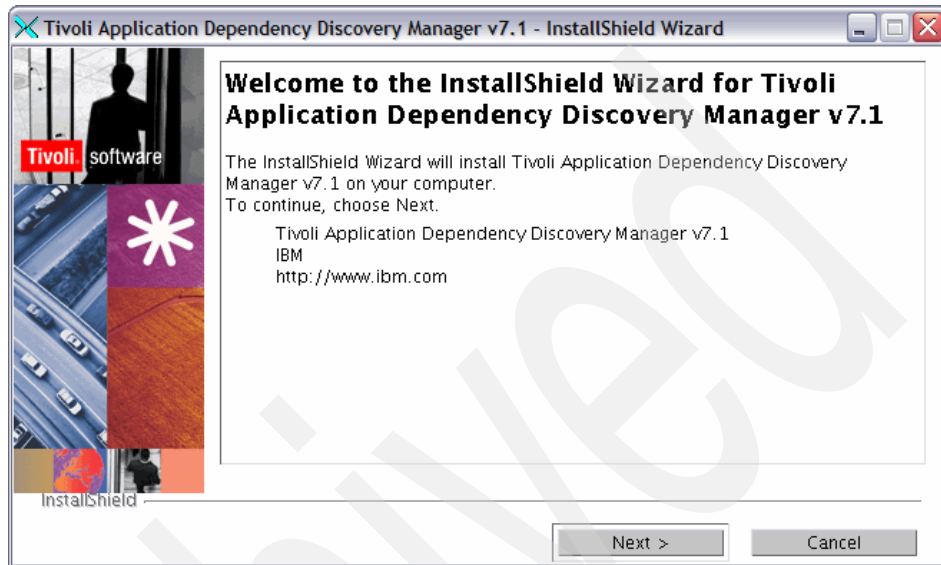 Tivoli Application Dependency Discovery Manager v7.1 - InstallShield Wizard
Welcome to the InstallShield Wizard for Tivoli
Application Dependency Discovery Manager v7.1
Tivoli. software
The InstallShield Wizard will install Tivoli Application Dependency Discovery
Manager v7.1 on your computer.
To continue, choose Next.
Tivoli Application Dependency Discovery Manager v7.1
IBM
http://www.ibm.com
InstallShield
Next >
Cancel
hived